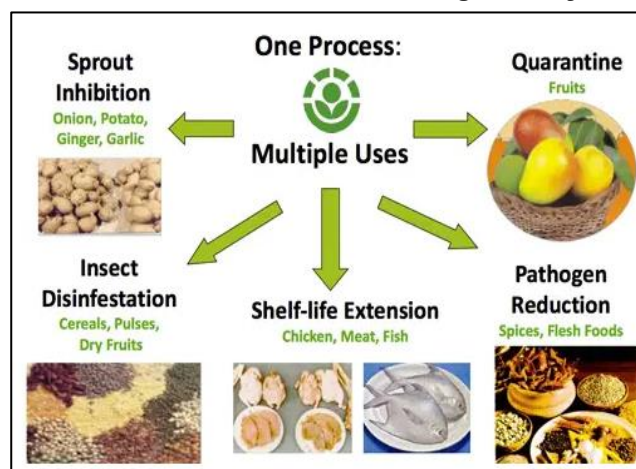 One Process:
Multiple Uses
Sprout
Inhibition
Onion, Potato,
Ginger, Garlic
Quarantine
Fruits
Insect
Disinfestation
Cereals, Pulses,
Dry Fruits
Shelf-life Extension
Chicken, Meat, Fish
Pathogen
Reduction
Spices, Flesh Foods